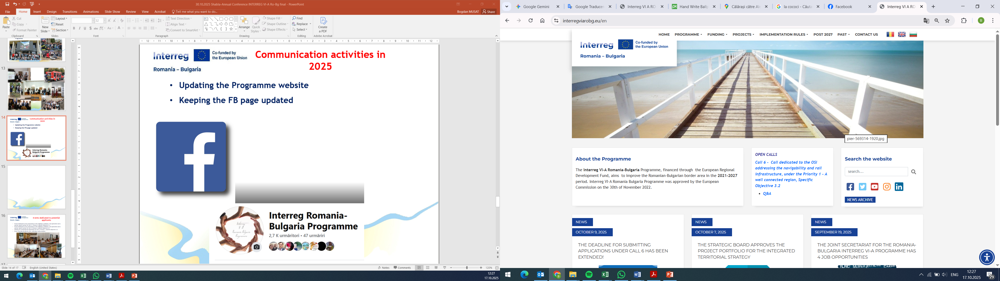 30.10.2025 Shabla-Annual Conference INTERREG VI-A Ro-Bg final - PowerPoint
File Home Insert Design Transitions Animations Slide Show Review View Acrobat Tell me what you want to do... Bogdan MUSAT Share
Paste Cut Copy Format Painter Clipboard
New Slide Layout Reset Section Slides
32 Font
Text Direction Align Text Convert to SmartArt Paragraph
Arrange Quick Styles Shape Fill Shape Outline Shape Effects Drawing
Find Replace Select Editing
Create a PDF Adobe Acrobat
13
14
Communication activities in
2025
Updating the Programme website
Keeping the FB page updated
Interreg Romania-
Bulgaria Programme
15
16
Events dedicated to potential
applicants
17
Interreg Co-funded by
the European Union
Romania – Bulgaria
Communication activities in
2025
• Updating the Programme website
• Keeping the FB page updated
Interreg Romania-
Bulgaria Programme
2,7 K urmăritori • 47 urmăriri
Slide 14 of 17 English (United States) Notes Comments 120%
12:27
17.10.2025
Google Gemini
Google Traducer
Interreg VI A RO
Hand Write Ballp
Călărași către Al
la cococi - Căuta
Facebook
Interreg VI A RO
interregviarobg.eu/en
HOME PROGRAMME FUNDING PROJECTS IMPLEMENTATION RULES POST 2027 PAST CONTACT US
Interreg Co-funded by
the European Union
Romania – Bulgaria
pier-569314-1920.jpg
About the Programme
The Interreg VI-A Romania-Bulgaria Programme, financed through the European Regional
Development Fund, aims to improve the Romanian-Bulgarian border area in the 2021-2027
period. Interreg VI-A Romania Bulgaria Programme was approved by the European
Commission on the 30th of November 2022.
OPEN CALLS
Call 6 - Call dedicated to the OSI
addressing the navigability and rail
infrastructure, under the Priority 1 - A
well connected region, Specific
Objective 3.2
• Q&A
Search the website
search...
NEWS ARCHIVE
NEWS
OCTOBER 9, 2025
THE DEADLINE FOR SUBMITTING
APPLICATIONS UNDER CALL 6 HAS BEEN
EXTENDED!
NEWS
OCTOBER 7, 2025
THE STRATEGIC BOARD APPROVES THE
PROJECT PORTFOLIO FOR THE INTEGRATED
TERRITORIAL STRATEGY
NEWS
SEPTEMBER 19, 2025
THE JOINT SECRETARIAT FOR THE ROMANIA-
BULGARIA INTERREG VI-A PROGRAMME HAS
4 JOB OPPORTUNITIES
ENG
12:27
17.10.2025
29